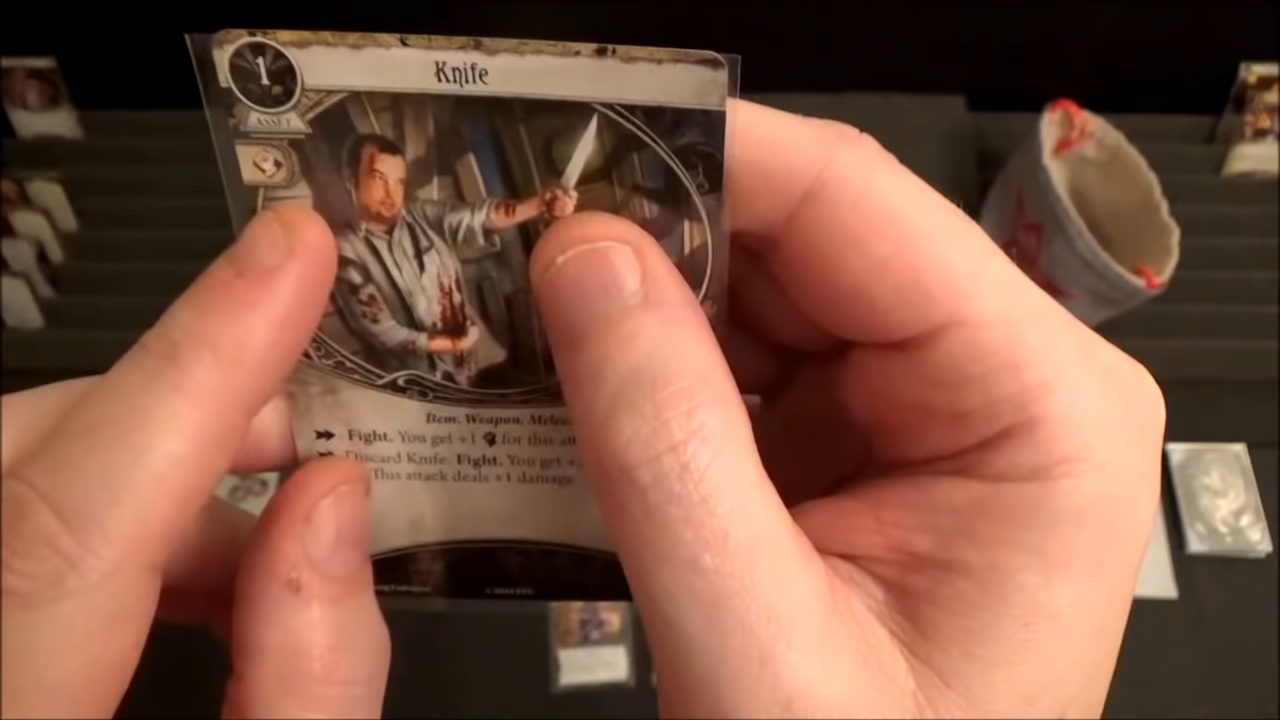 1
Knife
ASSET
Item. Weapon. Melee.
Fight. You get +1 for this att
Discard Knife: Fight. You get +
This attack deals +1 damage